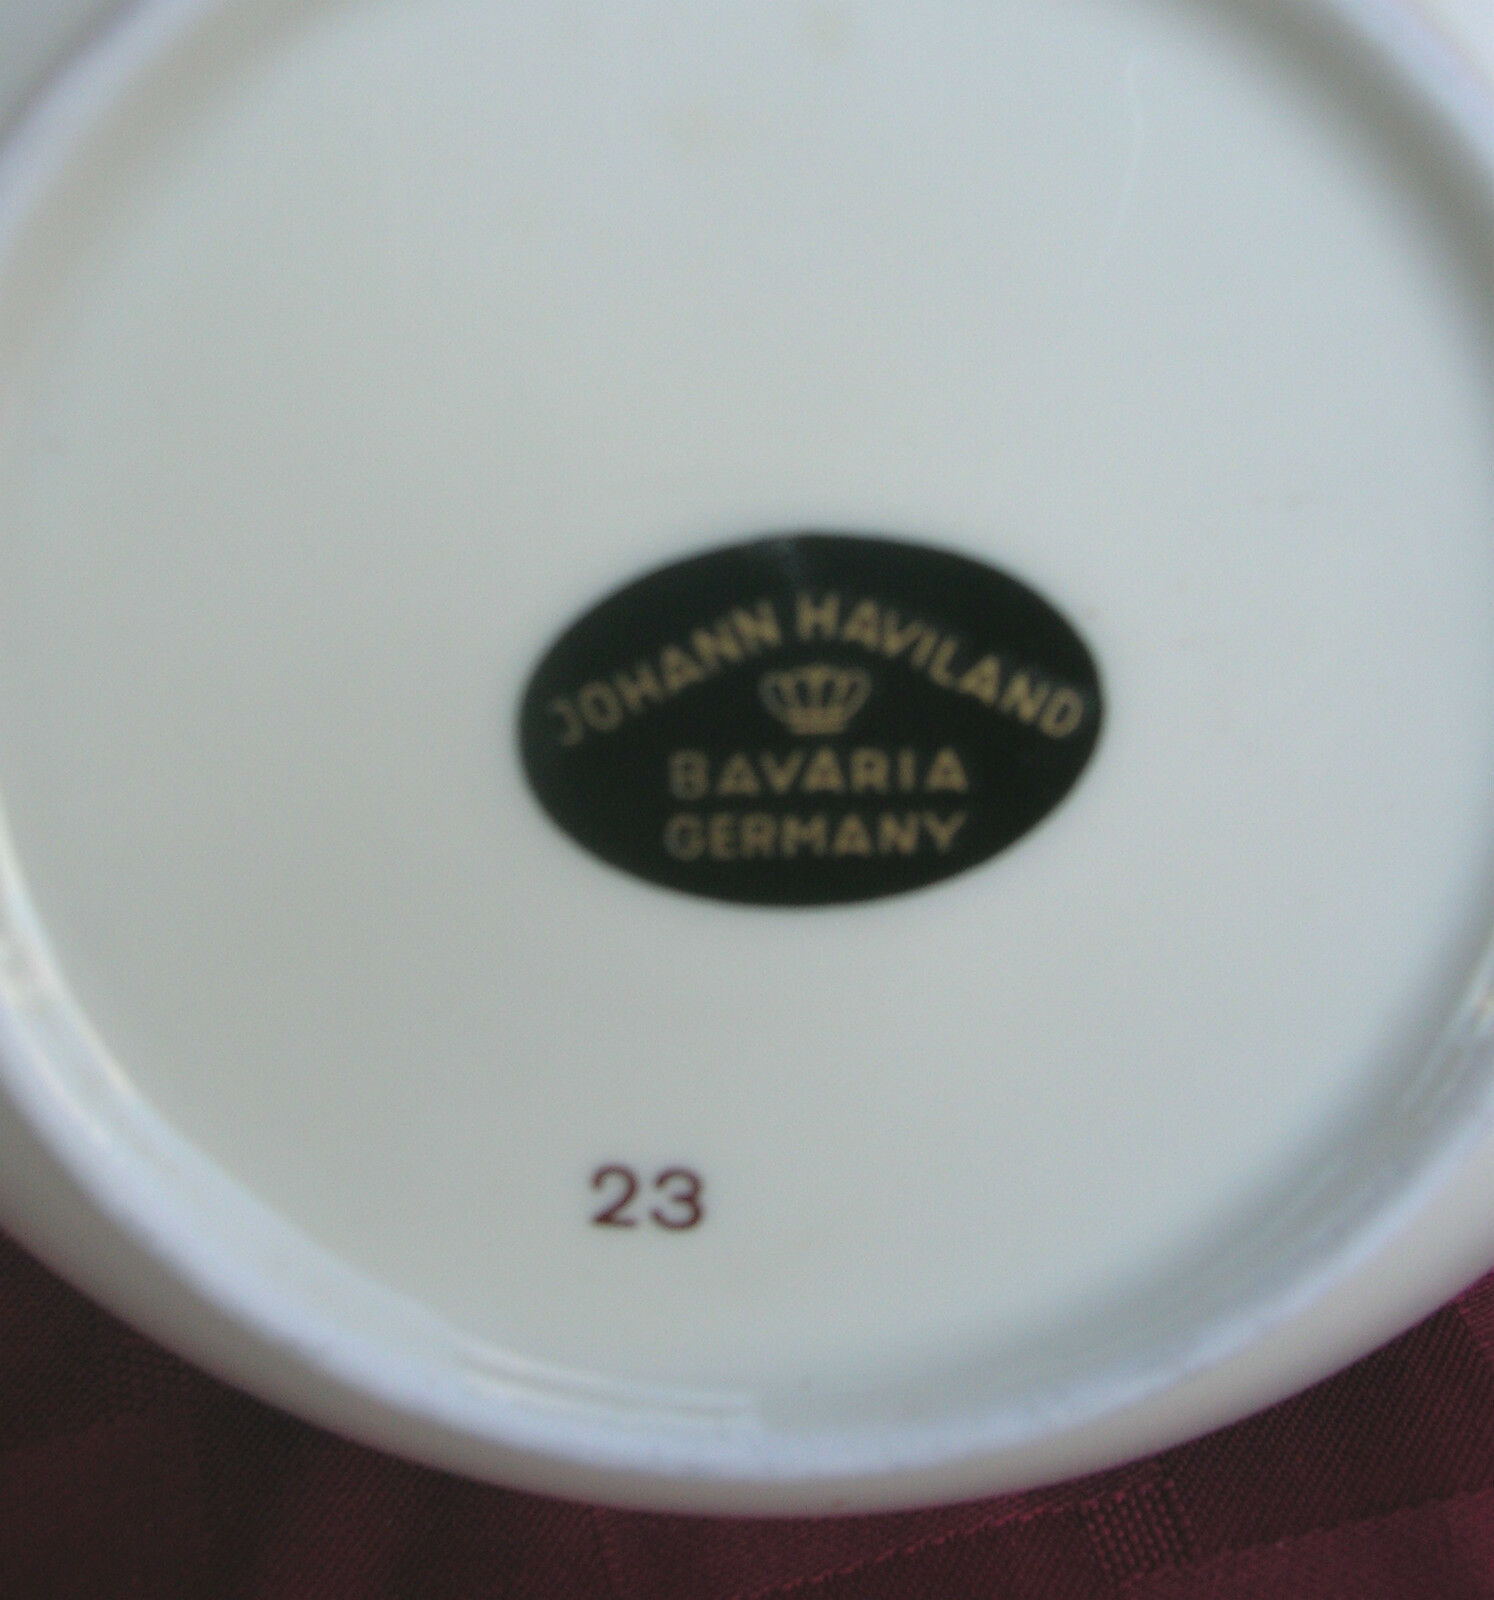 JOHANN HAVILAND
BAVARIA
GERMANY
23